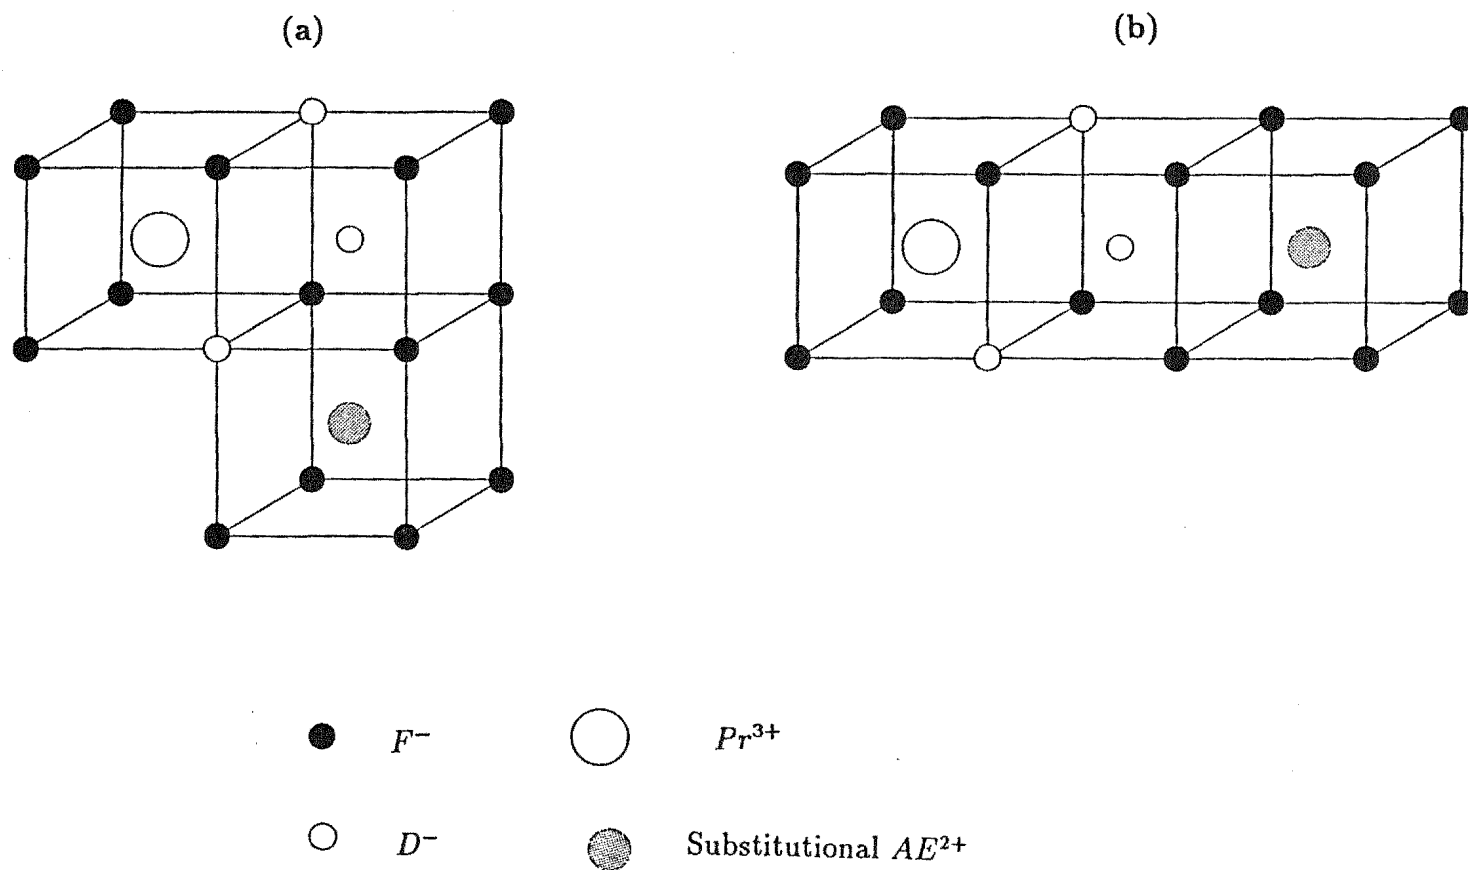 (a) (b)
F⁻ Pr³⁺
D⁻ Substitutional AE²⁺